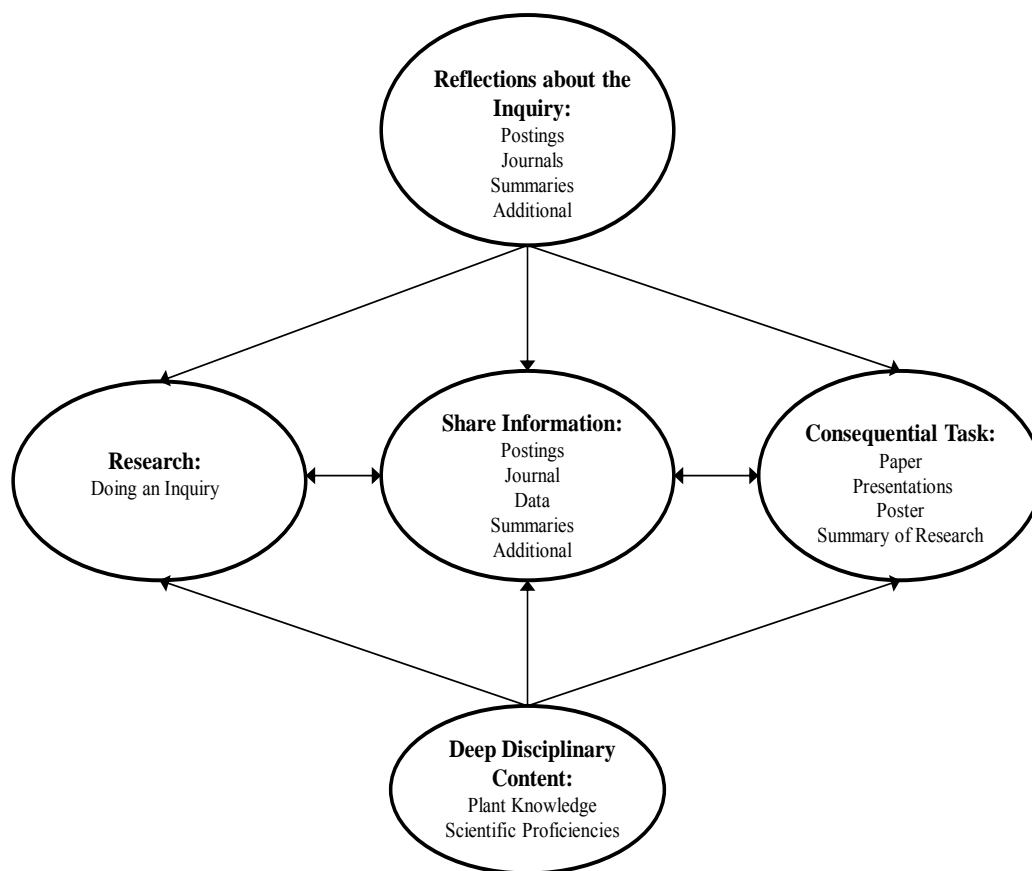 Reflections about the
Inquiry:
Postings
Journals
Summaries
Additional
Research:
Doing an Inquiry
Share Information:
Postings
Journal
Data
Summaries
Additional
Consequential Task:
Paper
Presentations
Poster
Summary of Research
Deep Disciplinary
Content:
Plant Knowledge
Scientific Proficiencies